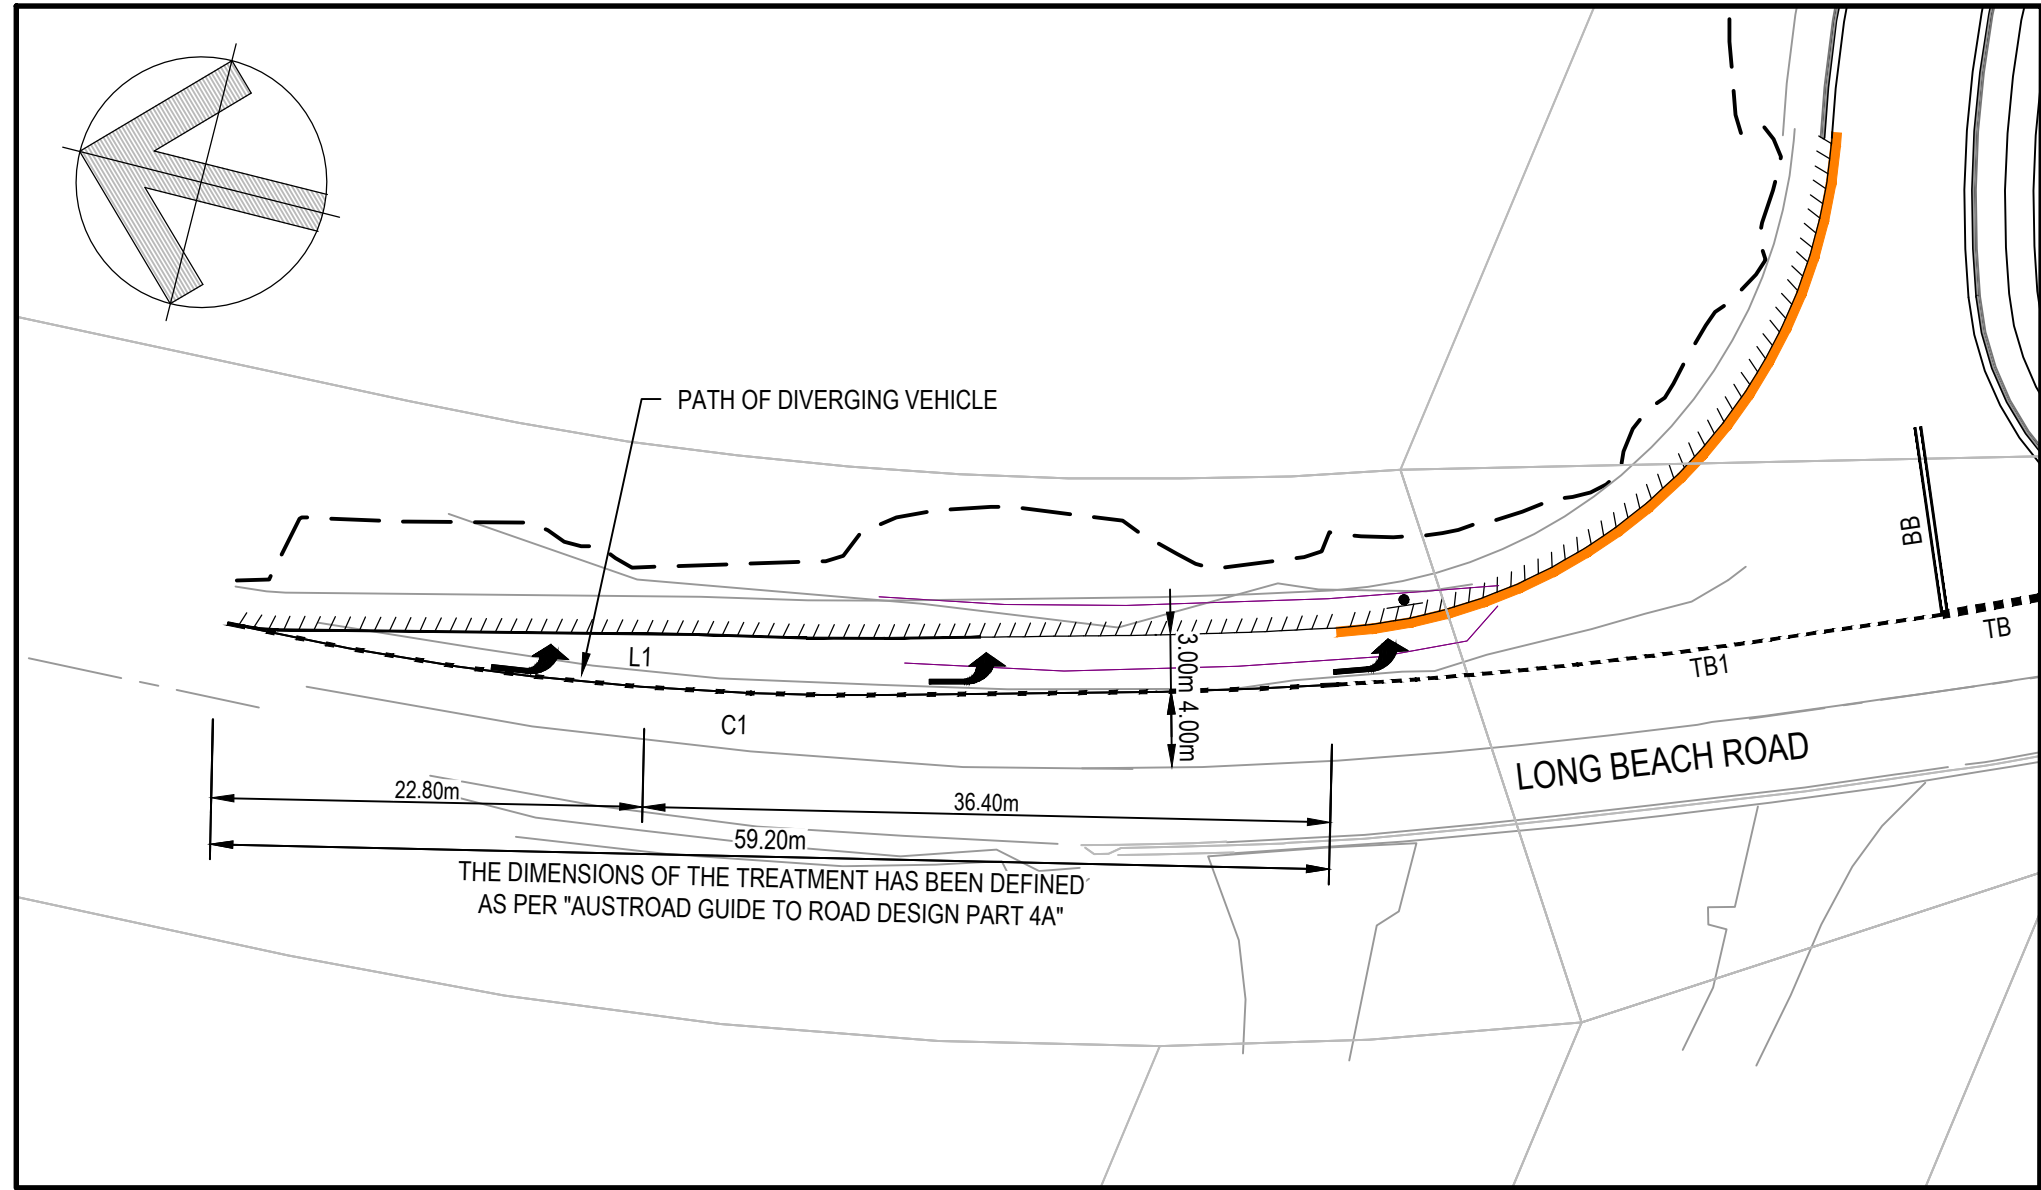 PATH OF DIVERGING VEHICLE
BB
TB
TB1
L1
3.00m
4.00m
C1
LONG BEACH ROAD
22.80m
36.40m
59.20m
THE DIMENSIONS OF THE TREATMENT HAS BEEN DEFINED
AS PER "AUSTROAD GUIDE TO ROAD DESIGN PART 4A"